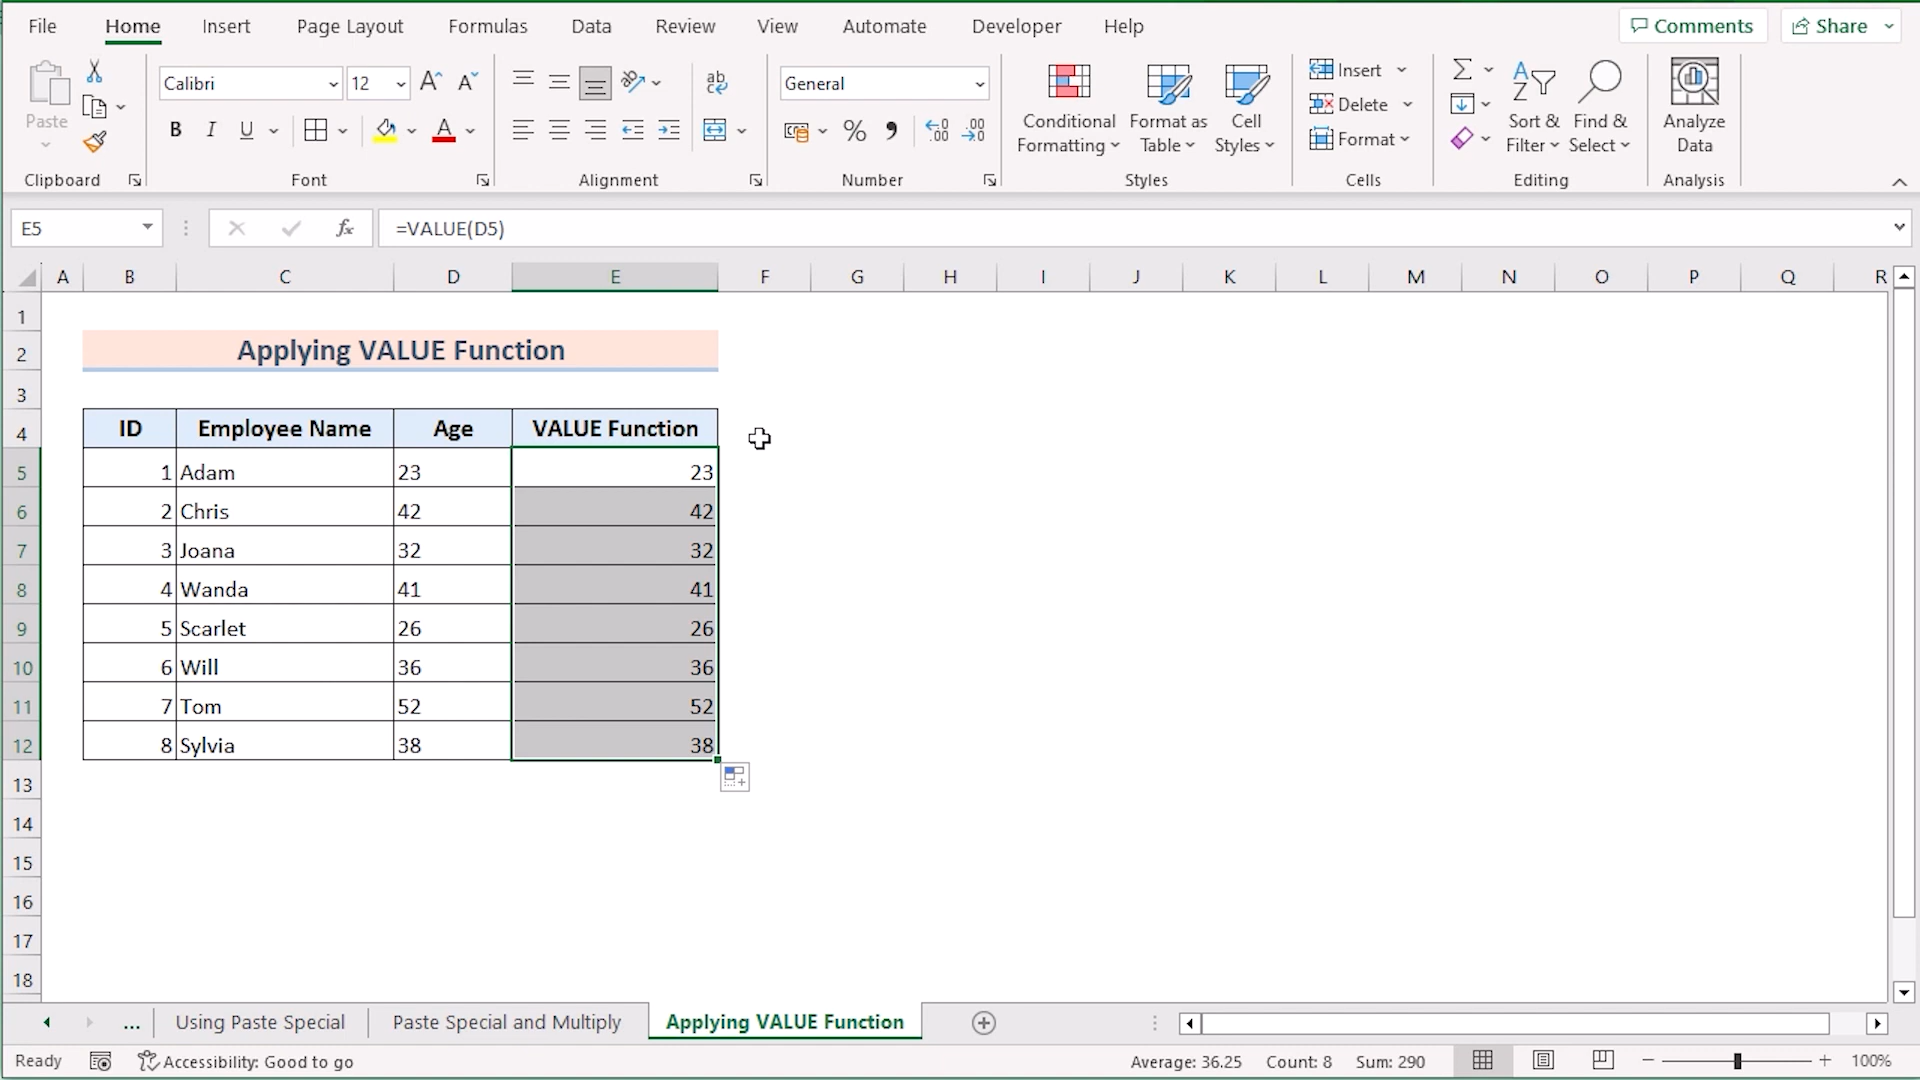 File Home Insert Page Layout Formulas Data Review View Automate Developer Help Comments Share
Calibri 12 General Insert
Paste Conditional Format as Cell Delete Sort & Find & Analyze
Formatting Table Styles Format Filter Select Data
Clipboard Font Alignment Number Styles Cells Editing Analysis
E5 fx =VALUE(D5)
A B C D E F G H I J K L M N O P Q R
1
2 Applying VALUE Function
3
4 ID Employee Name Age VALUE Function
5 1 Adam 23 23
6 2 Chris 42 42
7 3 Joana 32 32
8 4 Wanda 41 41
9 5 Scarlet 26 26
10 6 Will 36 36
11 7 Tom 52 52
12 8 Sylvia 38 38
13
14
15
16
17
18
... Using Paste Special Paste Special and Multiply Applying VALUE Function
Ready Accessibility: Good to go Average: 36.25 Count: 8 Sum: 290 100%